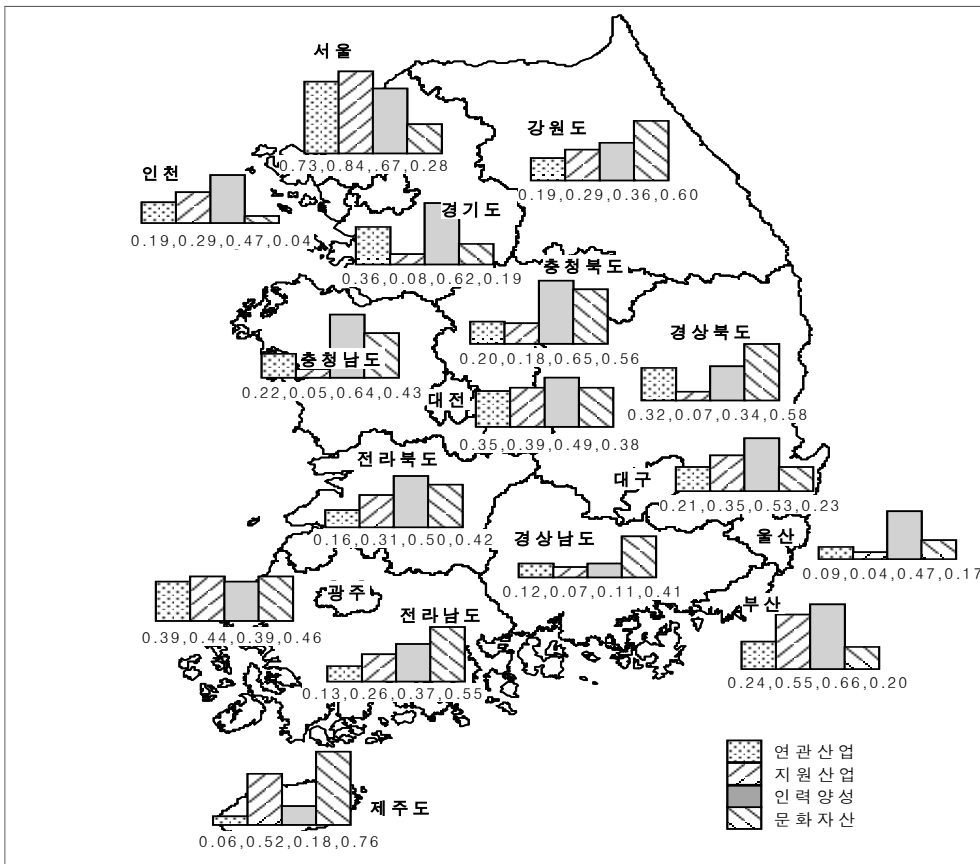 서울
0.73,0.84,.67,0.28
강원도
0.19,0.29,0.36,0.60
인천
0.19,0.29,0.47,0.04
경기도
0.36,0.08,0.62,0.19
충청북도
0.20,0.18,0.65,0.56
경상북도
0.32,0.07,0.34,0.58
충청남도
0.22,0.05,0.64,0.43
대전
0.35,0.39,0.49,0.38
전라북도
0.16,0.31,0.50,0.42
대구
0.21,0.35,0.53,0.23
경상남도
0.12,0.07,0.11,0.41
울산
0.09,0.04,0.47,0.17
광주
0.39,0.44,0.39,0.46
전라남도
0.13,0.26,0.37,0.55
부산
0.24,0.55,0.66,0.20
제주도
0.06,0.52,0.18,0.76
연관산업
지원산업
인력양성
문화자산